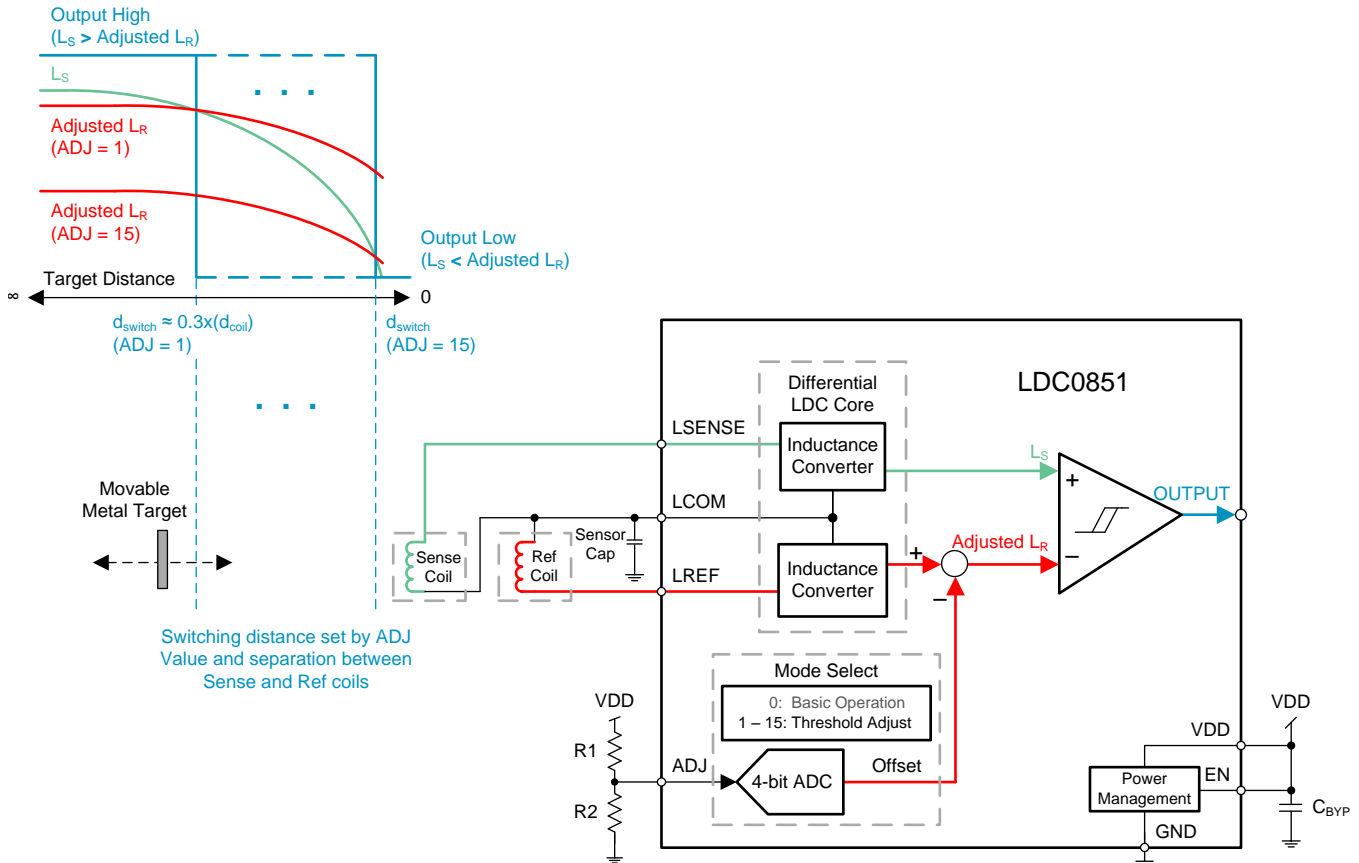 Output High
(LS > Adjusted LR)
LS
Adjusted LR
(ADJ = 1)
Adjusted LR
(ADJ = 15)
. . .
Output Low
(LS < Adjusted LR)
∞
Target Distance
0
dswitch ≈ 0.3x(dcoil)
(ADJ = 1)
dswitch
(ADJ = 15)
. . .
Movable
Metal Target
Switching distance set by ADJ
Value and separation between
Sense and Ref coils
Sense
Coil
Ref
Coil
Sensor
Cap
LSENSE
LCOM
LREF
Differential
LDC Core
Inductance
Converter
Inductance
Converter
LDC0851
LS
+
−
OUTPUT
Adjusted LR
+
−
Mode Select
0: Basic Operation
1 – 15: Threshold Adjust
VDD
R1
R2
ADJ
4-bit ADC
Offset
VDD
VDD
EN
Power
Management
GND
CBYP